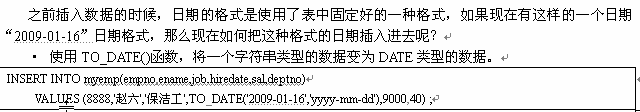 之前插入数据的时候，日期的格式是使用了表中固定好的一种格式，如果现在有这样的一个日期
“2009-01-16”日期格式，那么现在如何把这种格式的日期插入进去呢？
• 使用 TO_DATE()函数，将一个字符串类型的数据变为 DATE 类型的数据。
INSERT INTO myemp(empno,ename,job,hiredate,sal,deptno)
VALUES (8888,'赵六','保洁工',TO_DATE('2009-01-16','yyyy-mm-dd'),9000,40) ;